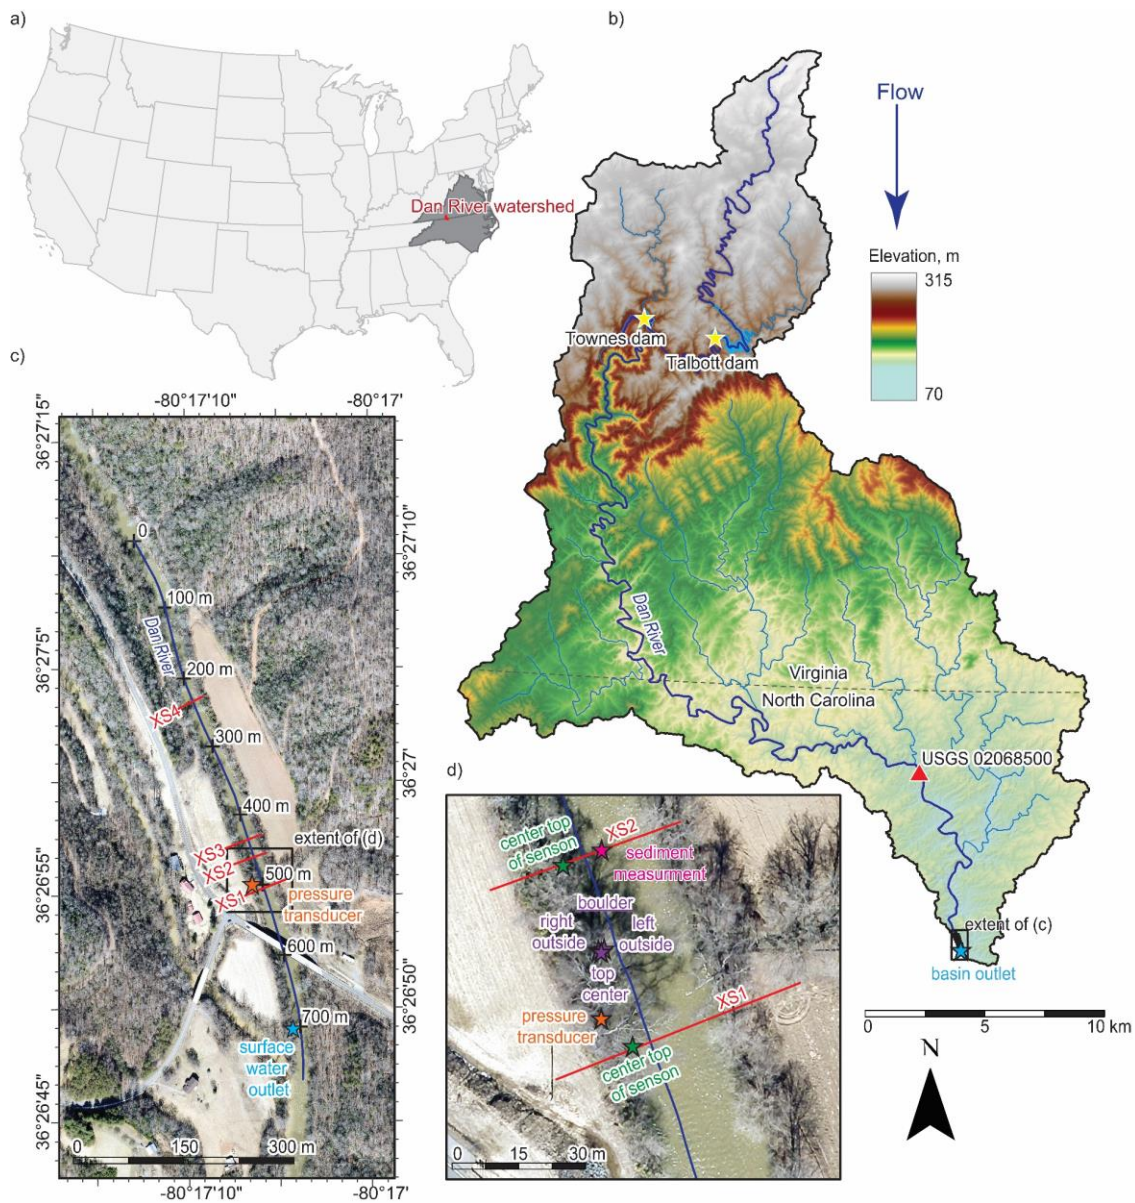 a)
Dan River watershed
b)
Flow
Elevation, m
315
70
Townes dam
Talbott dam
Dan River
Virginia
North Carolina
USGS 02068500
extent of (c)
basin outlet
0 5 10 km
N
c)
-80°17'10" -80°17'
36°27'15"
36°27'15"
36°26'55"
36°26'45"
36°27'10"
36°27'
36°26'50"
0
100 m
Dan River
200 m
XS4
300 m
400 m
XS3
extent of (d)
XS2
500 m
XS1
pressure
transducer
600 m
700 m
surface
water
outlet
0 150 300 m
-80°17'10" -80°17'
d)
center top
of senson
XS2
sediment
measurment
boulder
right
outside
left
outside
top
center
XS1
pressure
transducer
center top
of senson
0 15 30 m